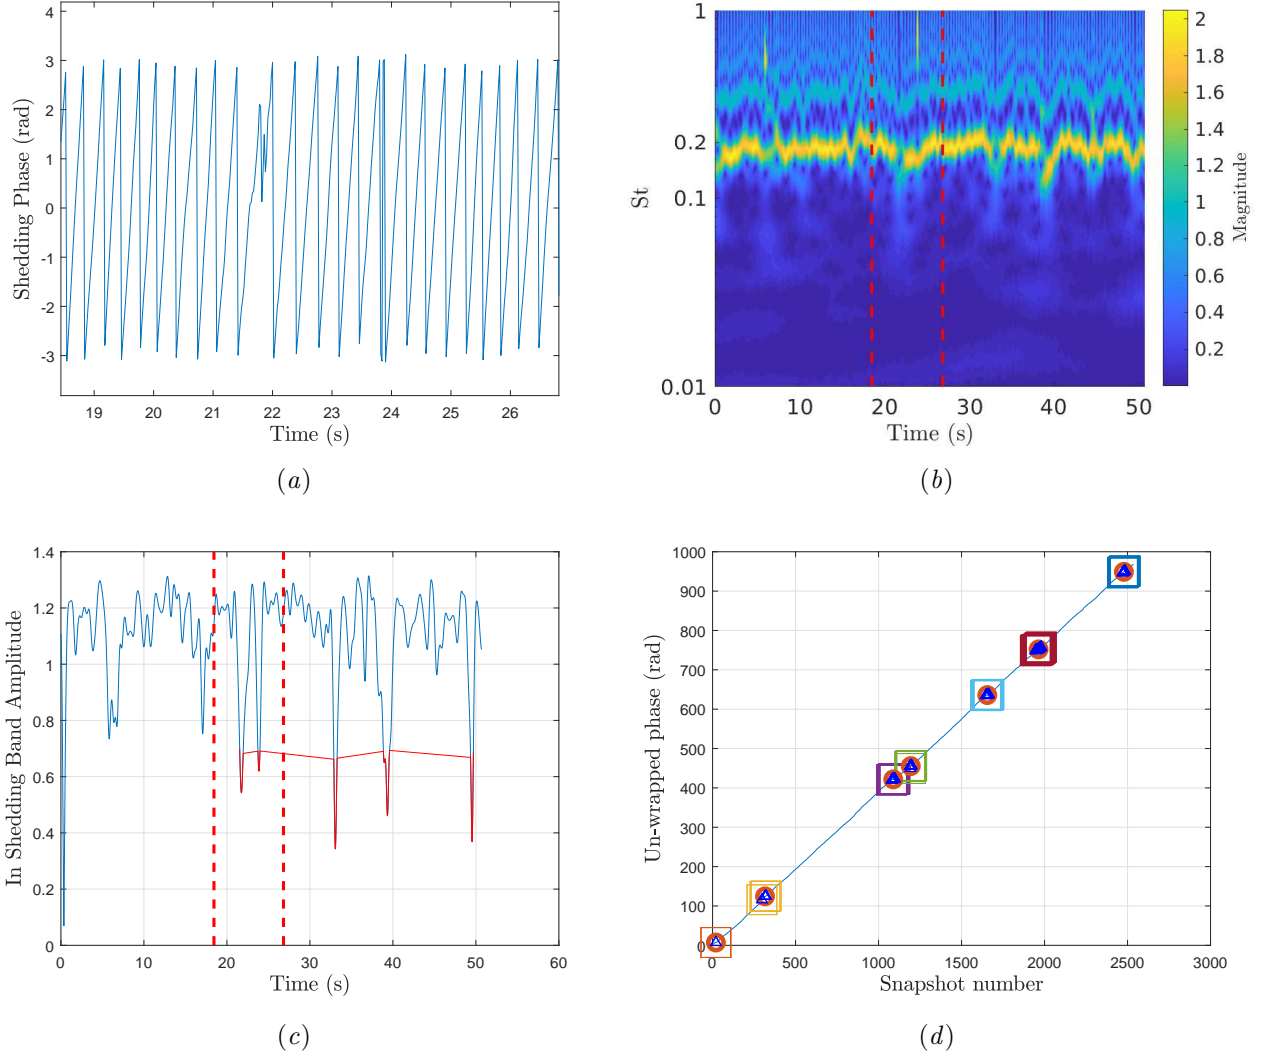 4
3
2
1
0
-1
-2
-3
Shedding Phase (rad)
19 20 21 22 23 24 25 26
Time (s)
(a)
1
0.2
0.1
0.01
St
0 10 20 30 40 50
Time (s)
2
1.8
1.6
1.4
1.2
1
0.8
0.6
0.4
0.2
Magnitude
(b)
1.4
1.2
1
0.8
0.6
0.4
0.2
0
In Shedding Band Amplitude
0 10 20 30 40 50 60
Time (s)
(c)
1000
900
800
700
600
500
400
300
200
100
0
Un-wrapped phase (rad)
0 500 1000 1500 2000 2500 3000
Snapshot number
(d)